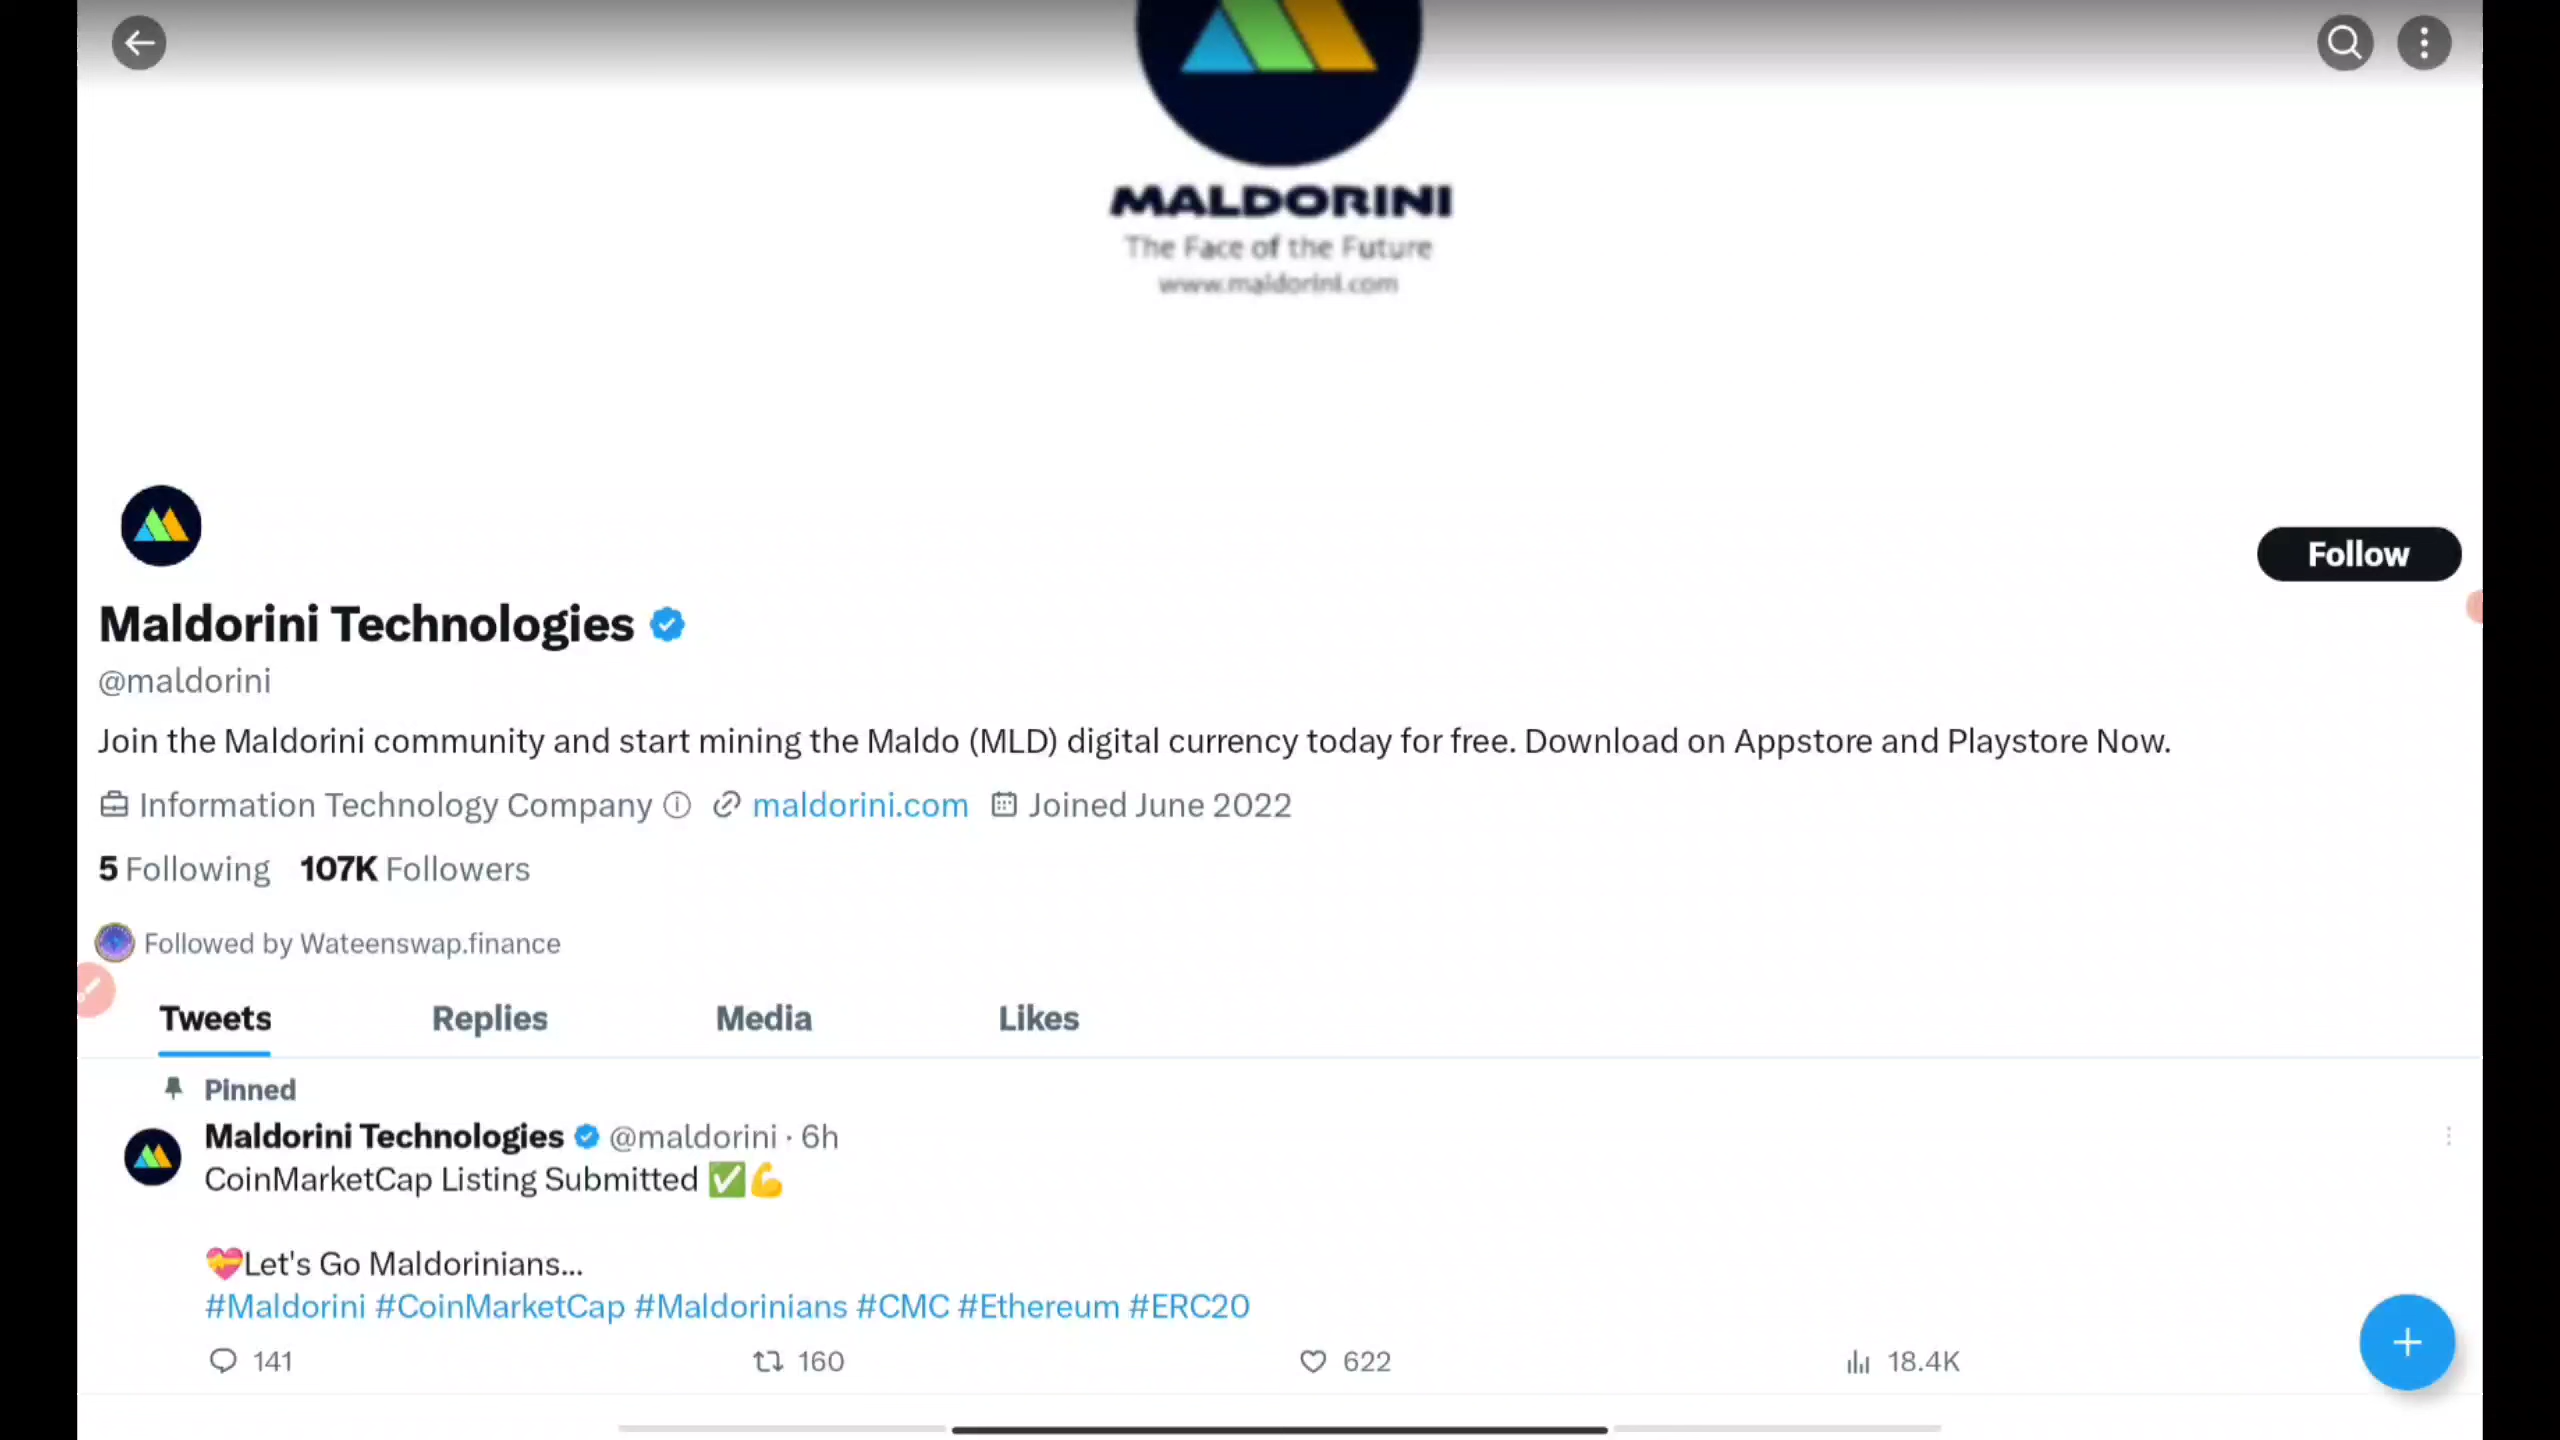 MALDORINI
The Face of the Future
www.maldorini.com
Follow
Maldorini Technologies
@maldorini
Join the Maldorini community and start mining the Maldo (MLD) digital currency today for free. Download on Appstore and Playstore Now.
Information Technology Company maldorini.com Joined June 2022
5 Following 107K Followers
Followed by Wateenswap.finance
Tweets Replies Media Likes
Pinned
Maldorini Technologies @maldorini · 6h
CoinMarketCap Listing Submitted ✅💪
💝Let's Go Maldorinians...
#Maldorini #CoinMarketCap #Maldorinians #CMC #Ethereum #ERC20
141 160 622 18.4K